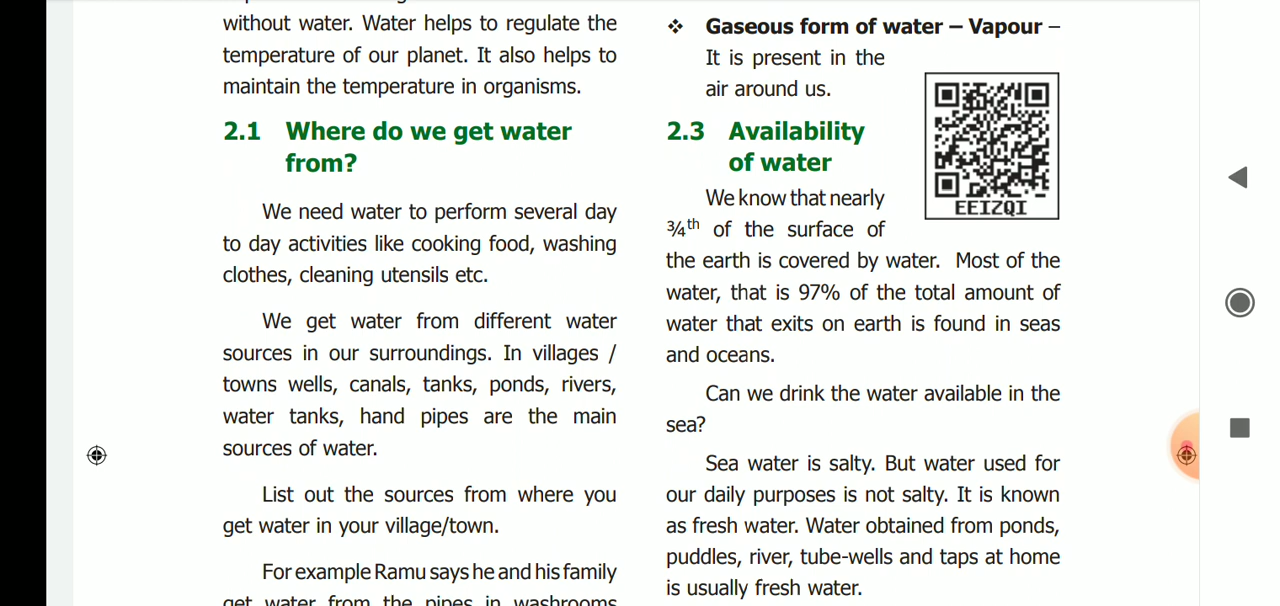 without water. Water helps to regulate the
temperature of our planet. It also helps to
maintain the temperature in organisms.
2.1 Where do we get water
from?
We need water to perform several day
to day activities like cooking food, washing
clothes, cleaning utensils etc.
We get water from different water
sources in our surroundings. In villages /
towns wells, canals, tanks, ponds, rivers,
water tanks, hand pipes are the main
sources of water.
List out the sources from where you
get water in your village/town.
For example Ramu says he and his family
get water from the pipes in washrooms
❖ Gaseous form of water – Vapour –
It is present in the
air around us.
2.3 Availability
of water
EEIZQI
We know that nearly
¾th of the surface of
the earth is covered by water. Most of the
water, that is 97% of the total amount of
water that exits on earth is found in seas
and oceans.
Can we drink the water available in the
sea?
Sea water is salty. But water used for
our daily purposes is not salty. It is known
as fresh water. Water obtained from ponds,
puddles, river, tube-wells and taps at home
is usually fresh water.